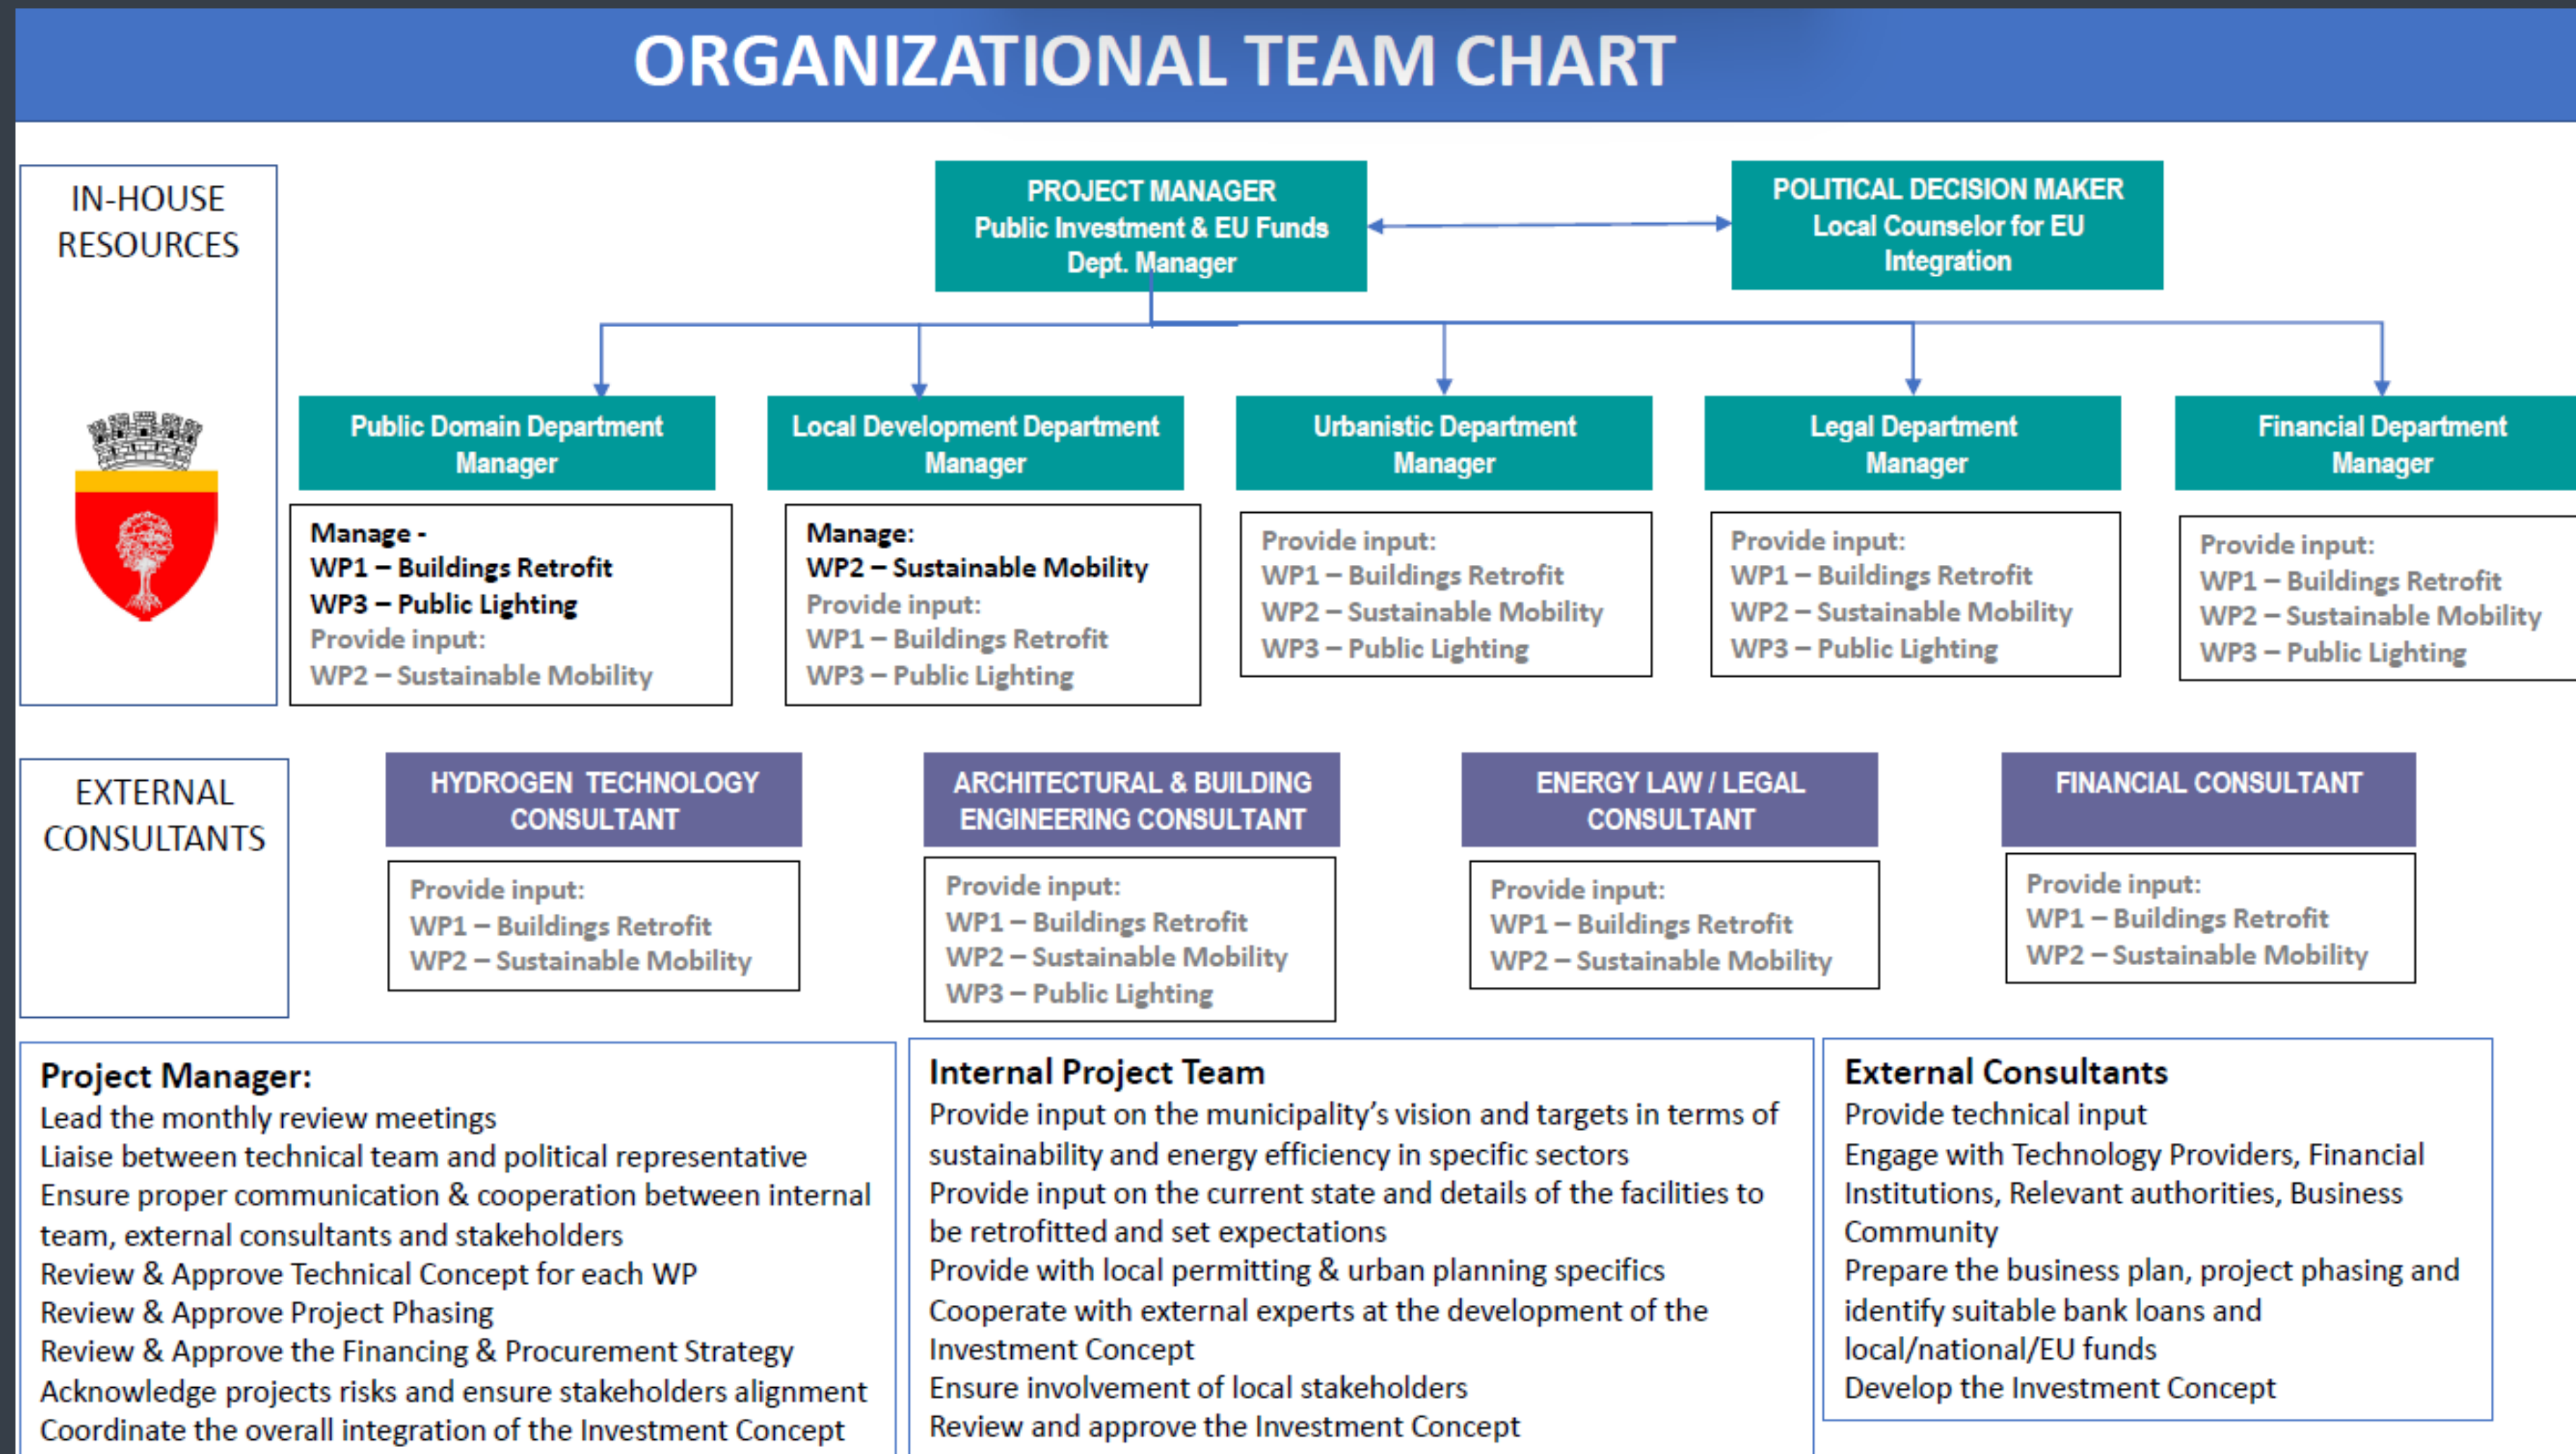 ORGANIZATIONAL TEAM CHART
IN-HOUSE
RESOURCES
PROJECT MANAGER
Public Investment & EU Funds
Dept. Manager
POLITICAL DECISION MAKER
Local Counselor for EU
Integration
Public Domain Department
Manager
Local Development Department
Manager
Urbanistic Department
Manager
Legal Department
Manager
Financial Department
Manager
Manage -
WP1 – Buildings Retrofit
WP3 – Public Lighting
Provide input:
WP2 – Sustainable Mobility
Manage:
WP2 – Sustainable Mobility
Provide input:
WP1 – Buildings Retrofit
WP3 – Public Lighting
Provide input:
WP1 – Buildings Retrofit
WP2 – Sustainable Mobility
WP3 – Public Lighting
Provide input:
WP1 – Buildings Retrofit
WP2 – Sustainable Mobility
WP3 – Public Lighting
Provide input:
WP1 – Buildings Retrofit
WP2 – Sustainable Mobility
WP3 – Public Lighting
EXTERNAL
CONSULTANTS
HYDROGEN TECHNOLOGY
CONSULTANT
ARCHITECTURAL & BUILDING
ENGINEERING CONSULTANT
ENERGY LAW / LEGAL
CONSULTANT
FINANCIAL CONSULTANT
Provide input:
WP1 – Buildings Retrofit
WP2 – Sustainable Mobility
Provide input:
WP1 – Buildings Retrofit
WP2 – Sustainable Mobility
WP3 – Public Lighting
Provide input:
WP1 – Buildings Retrofit
WP2 – Sustainable Mobility
Provide input:
WP1 – Buildings Retrofit
WP2 – Sustainable Mobility
Project Manager:
Lead the monthly review meetings
Liaise between technical team and political representative
Ensure proper communication & cooperation between internal
team, external consultants and stakeholders
Review & Approve Technical Concept for each WP
Review & Approve Project Phasing
Review & Approve the Financing & Procurement Strategy
Acknowledge projects risks and ensure stakeholders alignment
Coordinate the overall integration of the Investment Concept
Internal Project Team
Provide input on the municipality’s vision and targets in terms of
sustainability and energy efficiency in specific sectors
Provide input on the current state and details of the facilities to
be retrofitted and set expectations
Provide with local permitting & urban planning specifics
Cooperate with external experts at the development of the
Investment Concept
Ensure involvement of local stakeholders
Review and approve the Investment Concept
External Consultants
Provide technical input
Engage with Technology Providers, Financial
Institutions, Relevant authorities, Business
Community
Prepare the business plan, project phasing and
identify suitable bank loans and
local/national/EU funds
Develop the Investment Concept